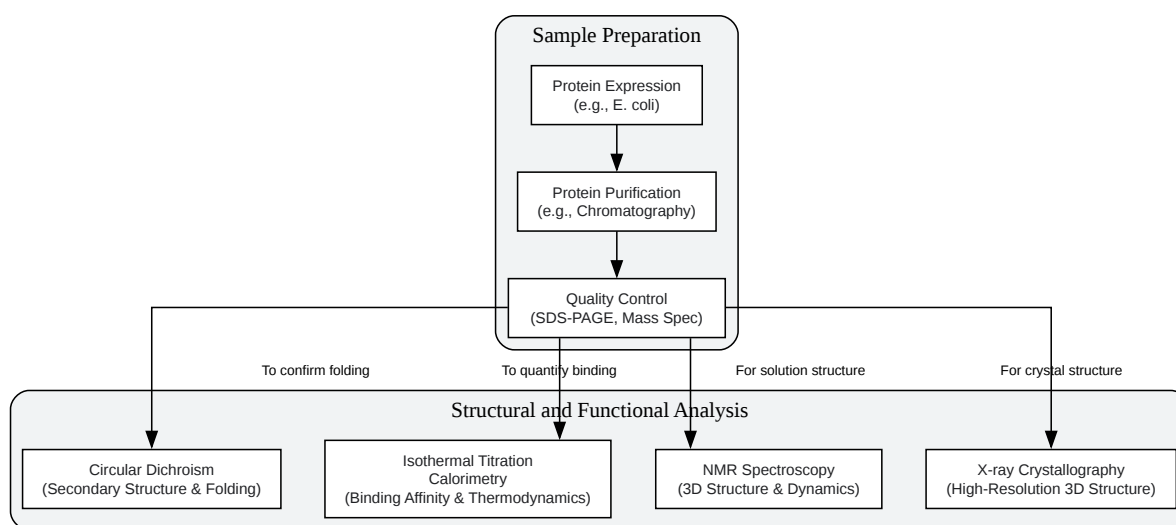 Sample Preparation
Protein Expression
(e.g., E. coli)
Protein Purification
(e.g., Chromatography)
Quality Control
(SDS-PAGE, Mass Spec)
To confirm folding
To quantify binding
For solution structure
For crystal structure
Structural and Functional Analysis
Circular Dichroism
(Secondary Structure & Folding)
Isothermal Titration
Calorimetry
(Binding Affinity & Thermodynamics)
NMR Spectroscopy
(3D Structure & Dynamics)
X-ray Crystallography
(High-Resolution 3D Structure)